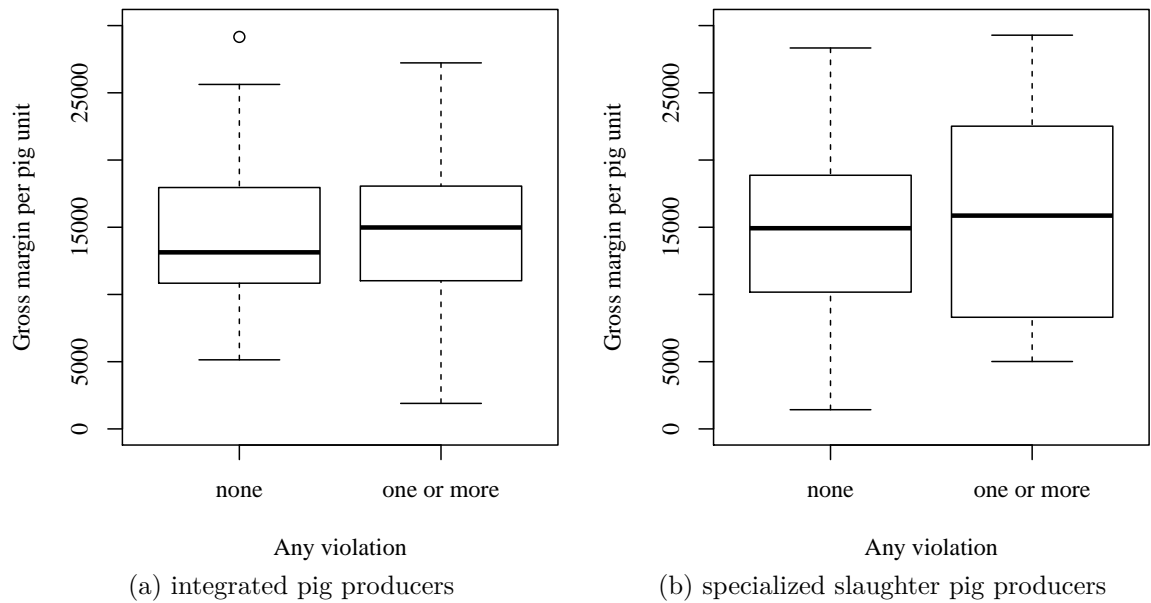 Gross margin per pig unit
25000
15000
5000
0
none
one or more
Any violation
(a) integrated pig producers
Gross margin per pig unit
25000
15000
5000
0
none
one or more
Any violation
(b) specialized slaughter pig producers